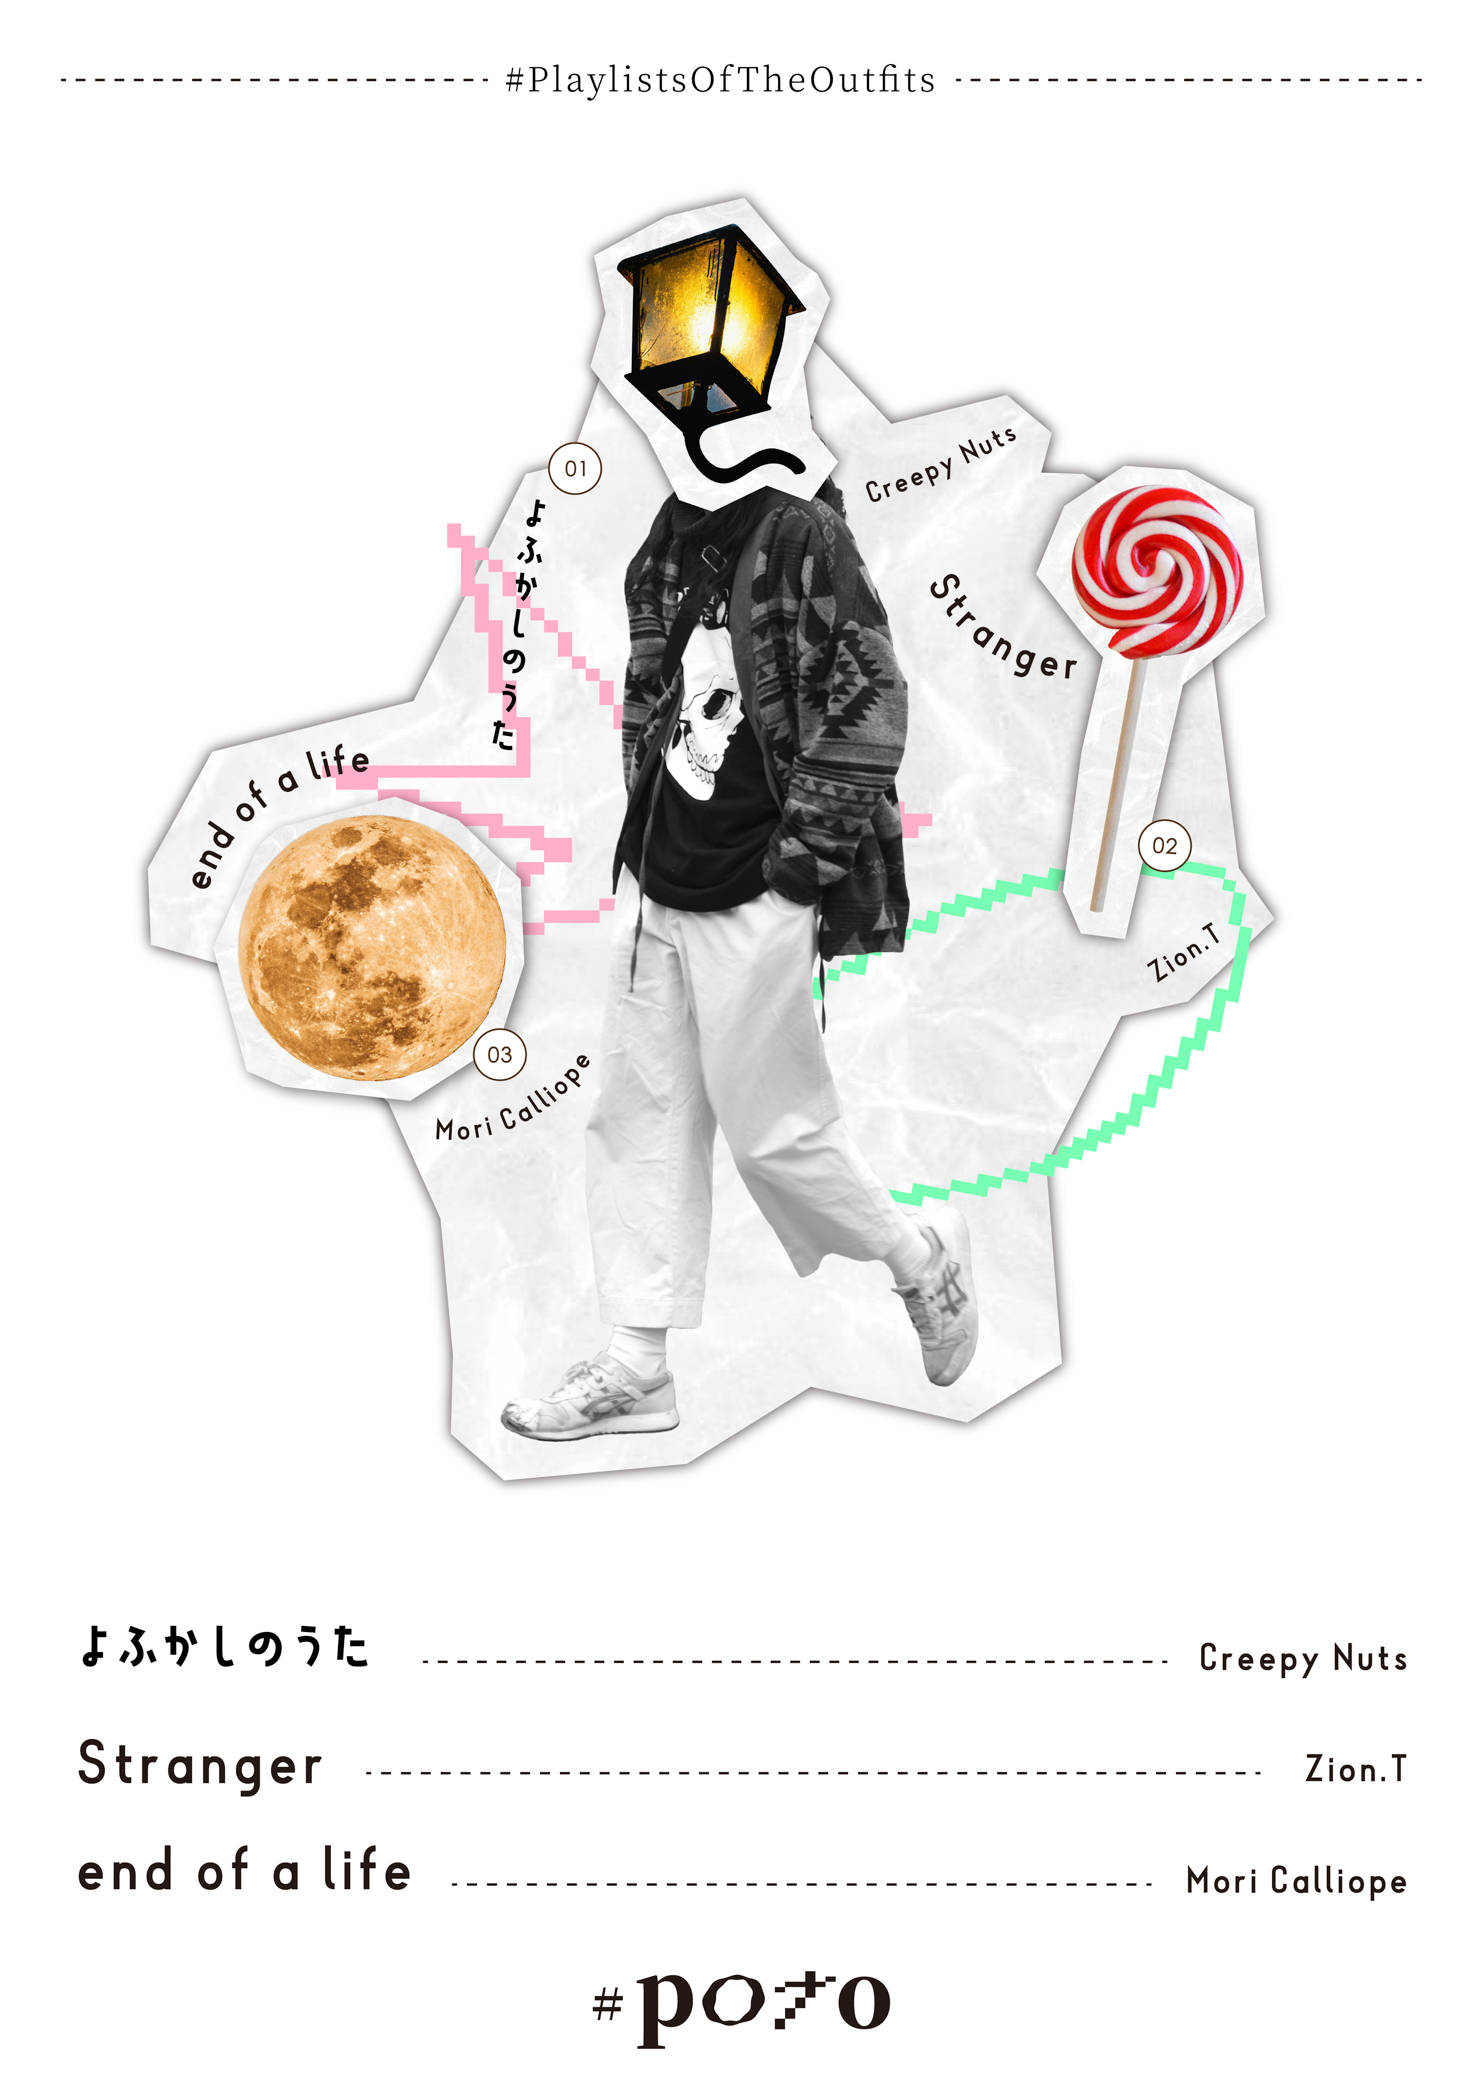 #PlaylistsOfTheOutfits
01
よふかしのうた
Creepy Nuts
Stranger
02
Zion.T
end of a life
03
Mori Calliope
よふかしのうた Creepy Nuts
Stranger Zion.T
end of a life Mori Calliope
#poto